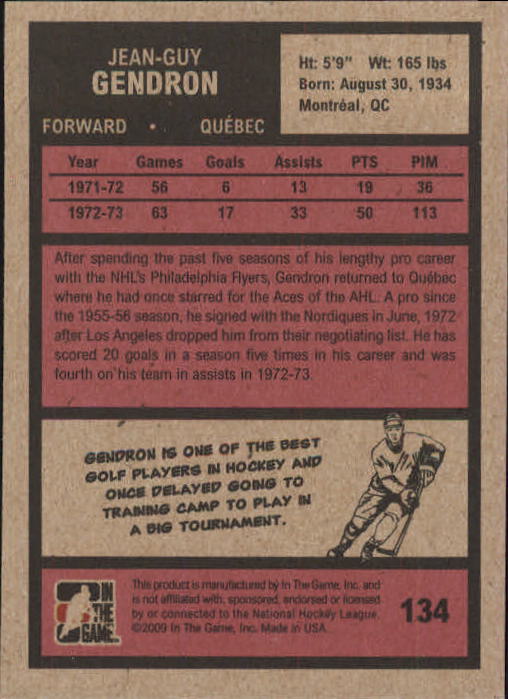 JEAN-GUY
GENDRON
FORWARD • QUÉBEC
Ht: 5'9" Wt: 165 lbs
Born: August 30, 1934
Montréal, QC
Year Games Goals Assists PTS PIM
1971-72 56 6 13 19 36
1972-73 63 17 33 50 113
After spending the past five seasons of his lengthy pro career
with the NHL's Philadelphia Flyers, Gendron returned to Québec
where he had once starred for the Aces of the AHL. A pro since
the 1955-56 season, he signed with the Nordiques in June, 1972
after Los Angeles dropped him from their negotiating list. He has
scored 20 goals in a season five times in his career and was
fourth on his team in assists in 1972-73.
GENDRON IS ONE OF THE BEST
GOLF PLAYERS IN HOCKEY AND
ONCE DELAYED GOING TO
TRAINING CAMP TO PLAY IN
A BIG TOURNAMENT.
IN
THE
GAME
This product is manufactured by In The Game, Inc. and
is not affiliated with, sponsored, endorsed or licensed
by or connected to the National Hockey League.
©2009 In The Game, Inc. Made in USA.
134